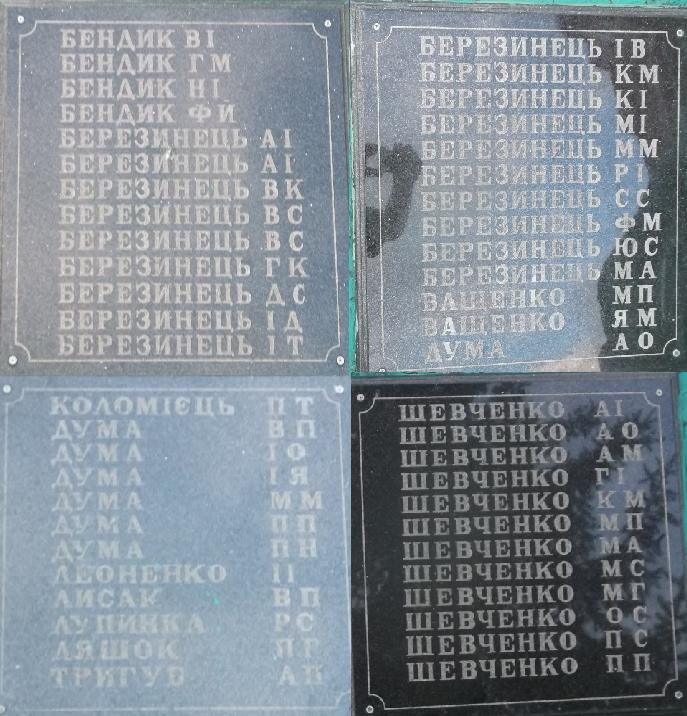 БЕНДИК ВІ
БЕНДИК ГМ
БЕНДИК НІ
БЕНДИК ФЙ
БЕРЕЗИНЕЦЬ АІ
БЕРЕЗИНЕЦЬ АІ
БЕРЕЗИНЕЦЬ ВК
БЕРЕЗИНЕЦЬ ВС
БЕРЕЗИНЕЦЬ ВС
БЕРЕЗИНЕЦЬ ГК
БЕРЕЗИНЕЦЬ ДС
БЕРЕЗИНЕЦЬ ІД
БЕРЕЗИНЕЦЬ ІТ
БЕРЕЗИНЕЦЬ ІВ
БЕРЕЗИНЕЦЬ КМ
БЕРЕЗИНЕЦЬ КІ
БЕРЕЗИНЕЦЬ МІ
БЕРЕЗИНЕЦЬ ММ
БЕРЕЗИНЕЦЬ РІ
БЕРЕЗИНЕЦЬ СС
БЕРЕЗИНЕЦЬ ФМ
БЕРЕЗИНЕЦЬ ЮС
БЕРЕЗИНЕЦЬ МА
ВАЩЕНКО МП
ВАЩЕНКО ЯМ
ДУМА АО
КОЛОМІЄЦЬ ПТ
ДУМА ВП
ДУМА ІО
ДУМА ІЯ
ДУМА ММ
ДУМА ПП
ДУМА ПН
ЛЕОНЕНКО ІІ
ЛИСАК ВП
ЛУПИНКА РС
ЛЯШОК ПГ
ТРИГУБ АП
ШЕВЧЕНКО АІ
ШЕВЧЕНКО ДО
ШЕВЧЕНКО АМ
ШЕВЧЕНКО ГІ
ШЕВЧЕНКО КМ
ШЕВЧЕНКО МП
ШЕВЧЕНКО МА
ШЕВЧЕНКО МС
ШЕВЧЕНКО МГ
ШЕВЧЕНКО ОС
ШЕВЧЕНКО ПС
ШЕВЧЕНКО ПП